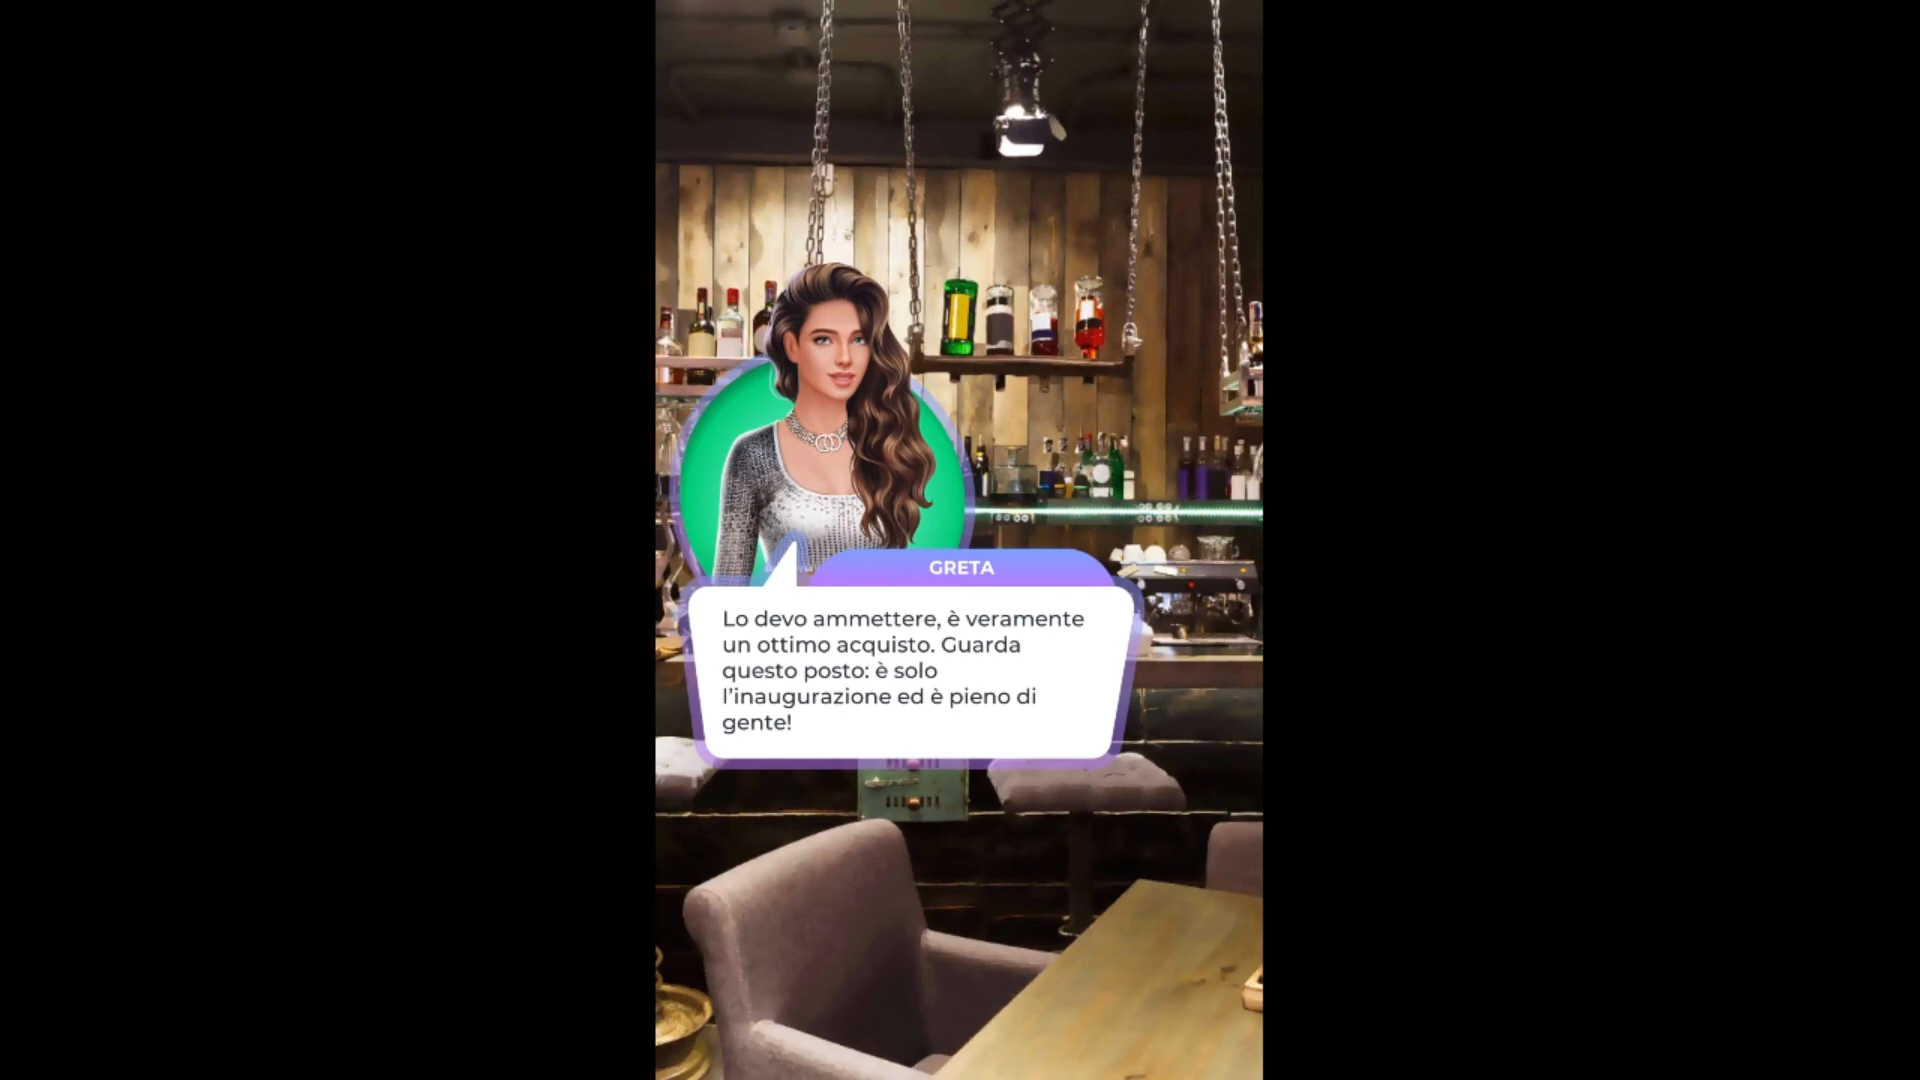 GRETA
Lo devo ammettere, è veramente
un ottimo acquisto. Guarda
questo posto: è solo
l’inaugurazione ed è pieno di
gente!